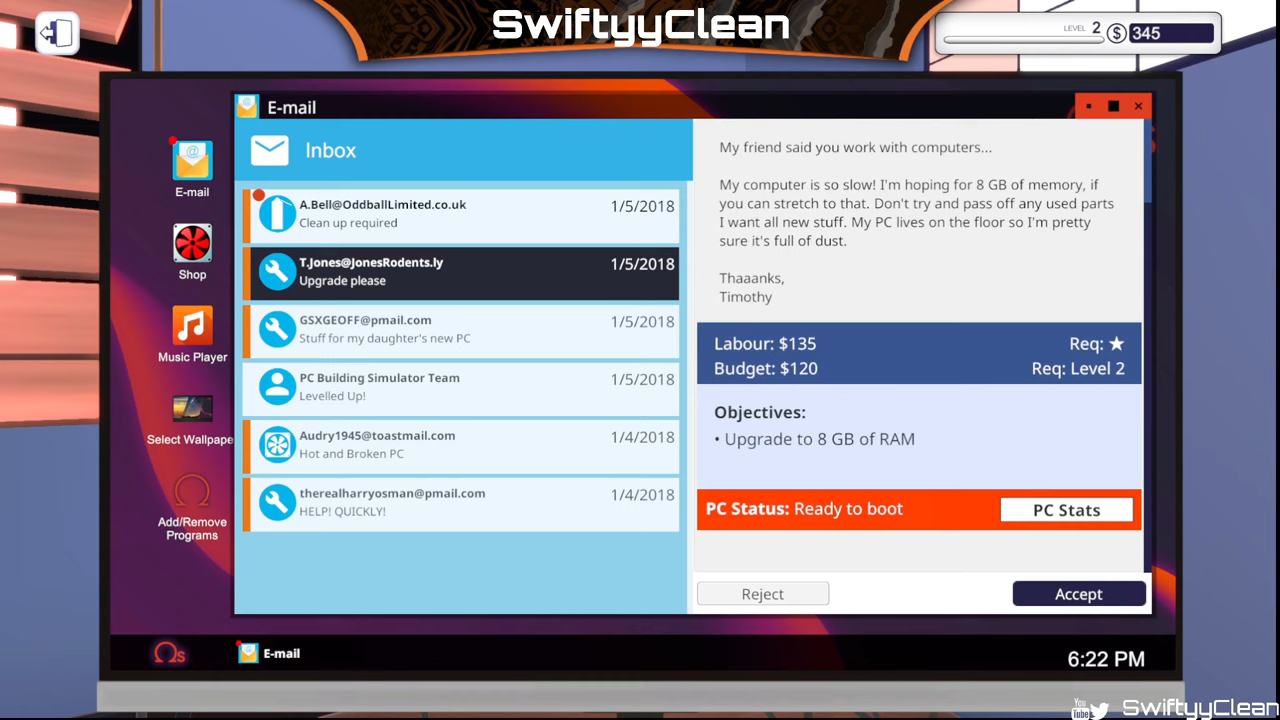 SwiftyyClean
LEVEL 2
$ 345
E-mail
E-mail
Shop
Music Player
Select Wallpape
Add/Remove
Programs
Inbox
A.Bell@OddballLimited.co.uk 1/5/2018
Clean up required
T.Jones@JonesRodents.ly 1/5/2018
Upgrade please
GSXGEOFF@pmail.com 1/5/2018
Stuff for my daughter's new PC
PC Building Simulator Team 1/5/2018
Levelled Up!
Audry1945@toastmail.com 1/4/2018
Hot and Broken PC
therealharryosman@pmail.com 1/4/2018
HELP! QUICKLY!
My friend said you work with computers...
My computer is so slow! I'm hoping for 8 GB of memory, if
you can stretch to that. Don't try and pass off any used parts
I want all new stuff. My PC lives on the floor so I'm pretty
sure it's full of dust.
Thaaanks,
Timothy
Labour: $135 Req: ★
Budget: $120 Req: Level 2
Objectives:
• Upgrade to 8 GB of RAM
PC Status: Ready to boot PC Stats
Reject Accept
Ωs E-mail 6:22 PM
You Tube SwiftyyClean